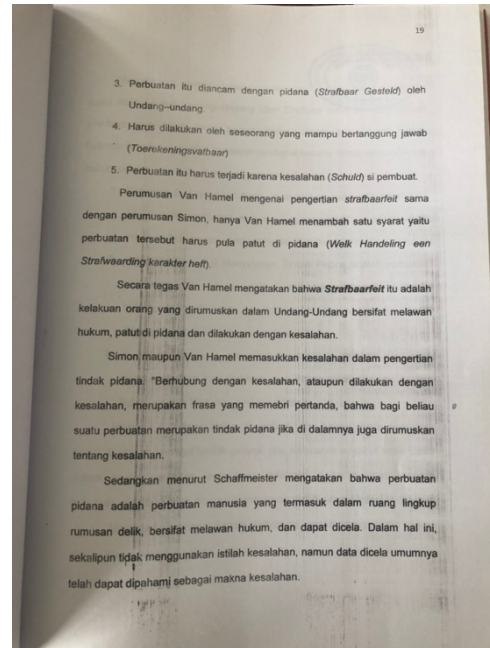 19
3. Perbuatan itu diancam dengan pidana (Strafbaar Gesteld) oleh
Undang–undang.
4. Harus dilakukan oleh seseorang yang mampu bertanggung jawab
(Toerekeningsvatbaar)
5. Perbuatan itu harus terjadi karena kesalahan (Schuld) si pembuat.
Perumusan Van Hamel mengenai pengertian strafbaarfeit sama
dengan perumusan Simon, hanya Van Hamel menambah satu syarat yaitu
perbuatan tersebut harus pula patut di pidana (Welk Handeling een
Strafwaarding karakter heft).
Secara tegas Van Hamel mengatakan bahwa Strafbaarfeit itu adalah
kelakuan orang yang dirumuskan dalam Undang-Undang bersifat melawan
hukum, patut di pidana dan dilakukan dengan kesalahan.
Simon maupun Van Hamel memasukkan kesalahan dalam pengertian
tindak pidana. "Berhubung dengan kesalahan, ataupun dilakukan dengan
kesalahan, merupakan frasa yang memebri pertanda, bahwa bagi beliau
suatu perbuatan merupakan tindak pidana jika di dalamnya juga dirumuskan
tentang kesalahan.
Sedangkan menurut Schaffmeister mengatakan bahwa perbuatan
pidana adalah perbuatan manusia yang termasuk dalam ruang lingkup
rumusan delik, bersifat melawan hukum, dan dapat dicela. Dalam hal ini,
sekalipun tidak menggunakan istilah kesalahan, namun data dicela umumnya
telah dapat dipahami sebagai makna kesalahan.